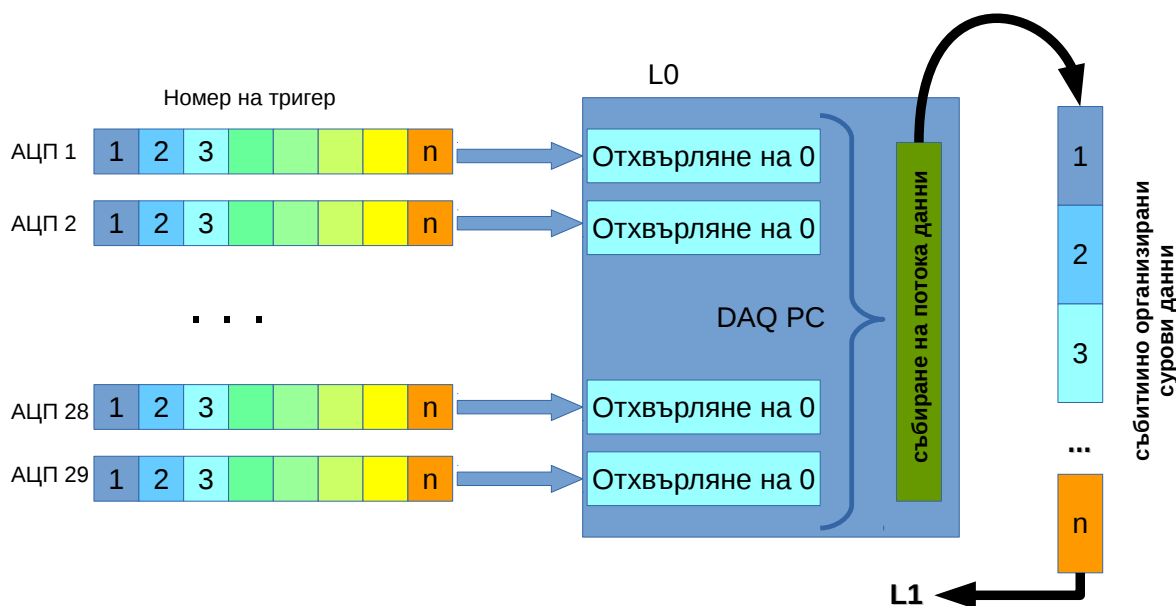 L0
Номер на тригер
АЦП 1 1 2 3 n Отхвърляне на 0
АЦП 2 1 2 3 n Отхвърляне на 0
. . .
DAQ PC
АЦП 28 1 2 3 n Отхвърляне на 0
АЦП 29 1 2 3 n Отхвърляне на 0
събиране на потока данни
1
2
3
...
n
събитиино организирани
сурови данни
L1